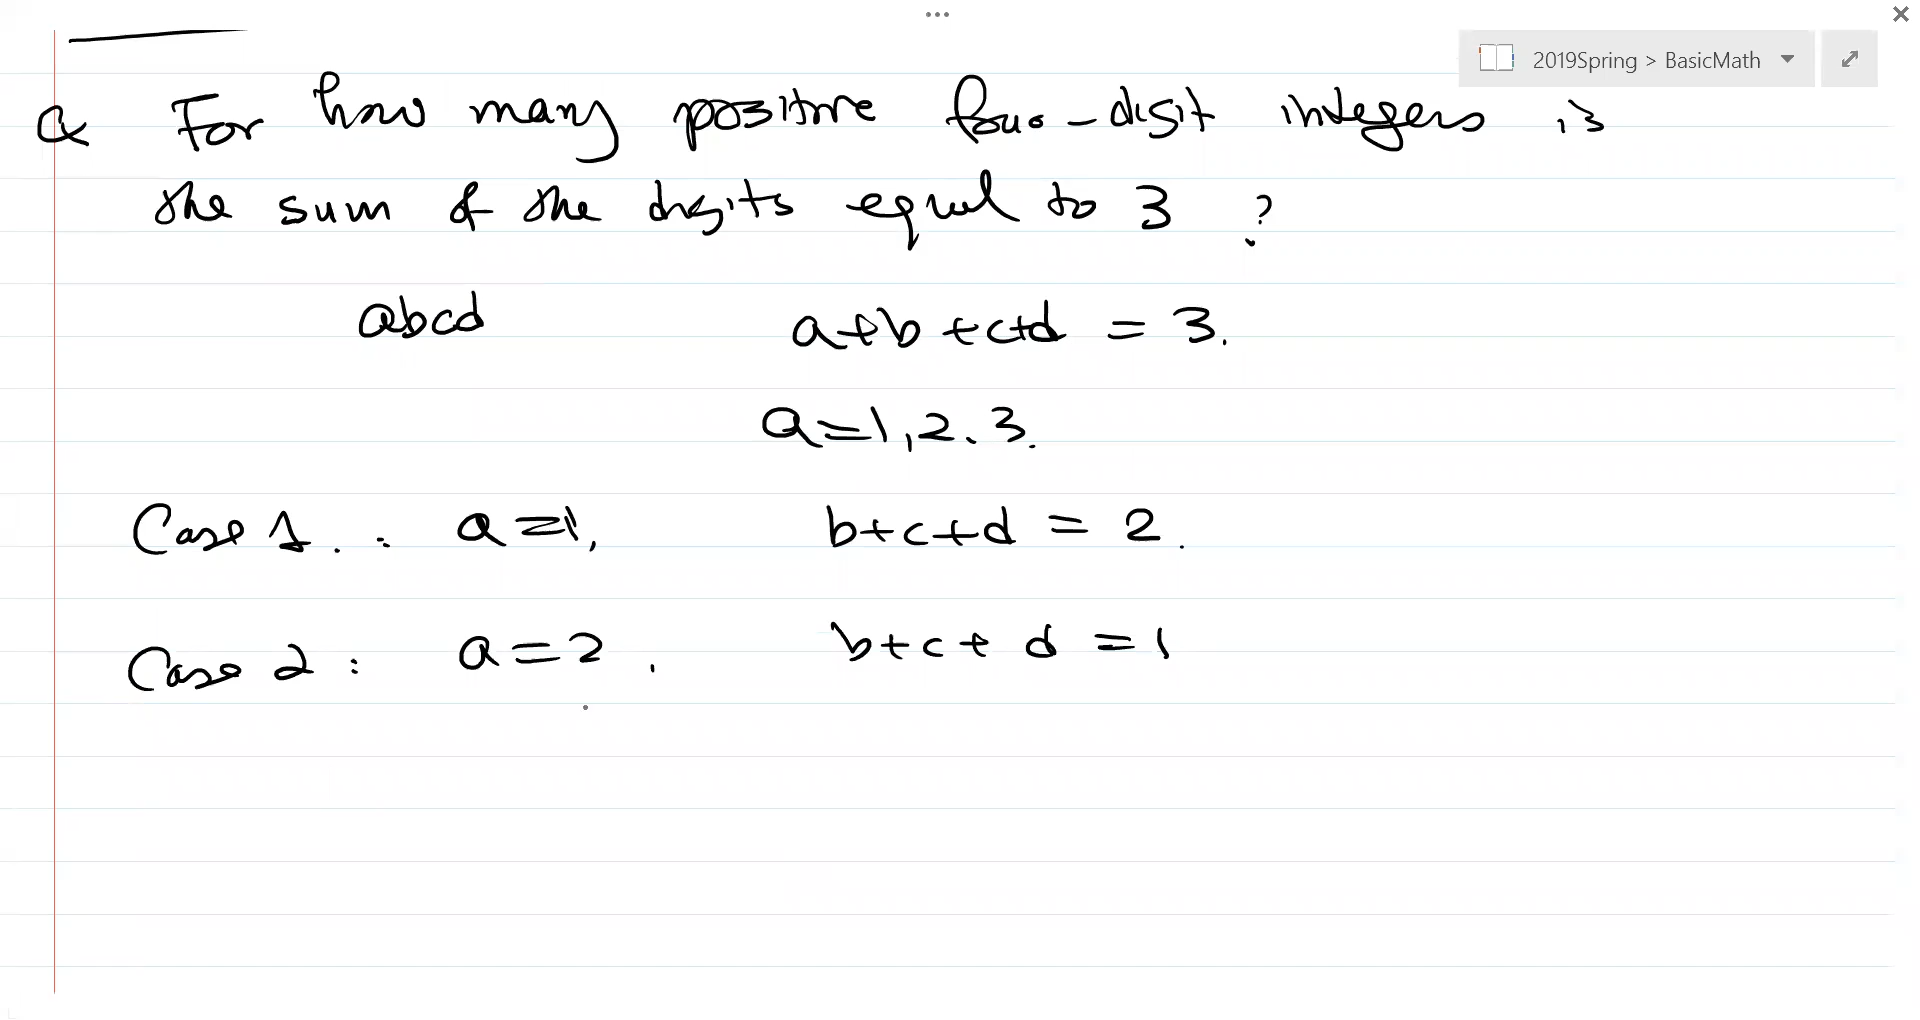 2019Spring > BasicMath
Q For how many positive four-digit integers is
the sum of the digits equal to 3 ?
abcd a+b+c+d = 3.
a=1,2,3.
Case 1 : a=1, b+c+d = 2.
Case 2 : a=2. b+c+d = 1